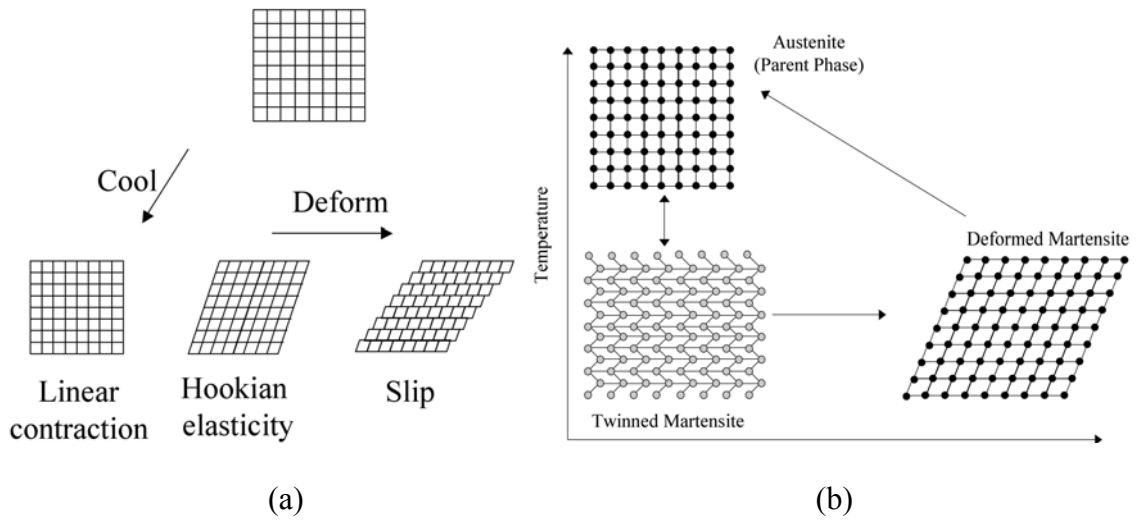 Cool
Deform
Linear
contraction
Hookian
elasticity
Slip
(a)
Austenite
(Parent Phase)
Temperature
Deformed Martensite
Twinned Martensite
(b)